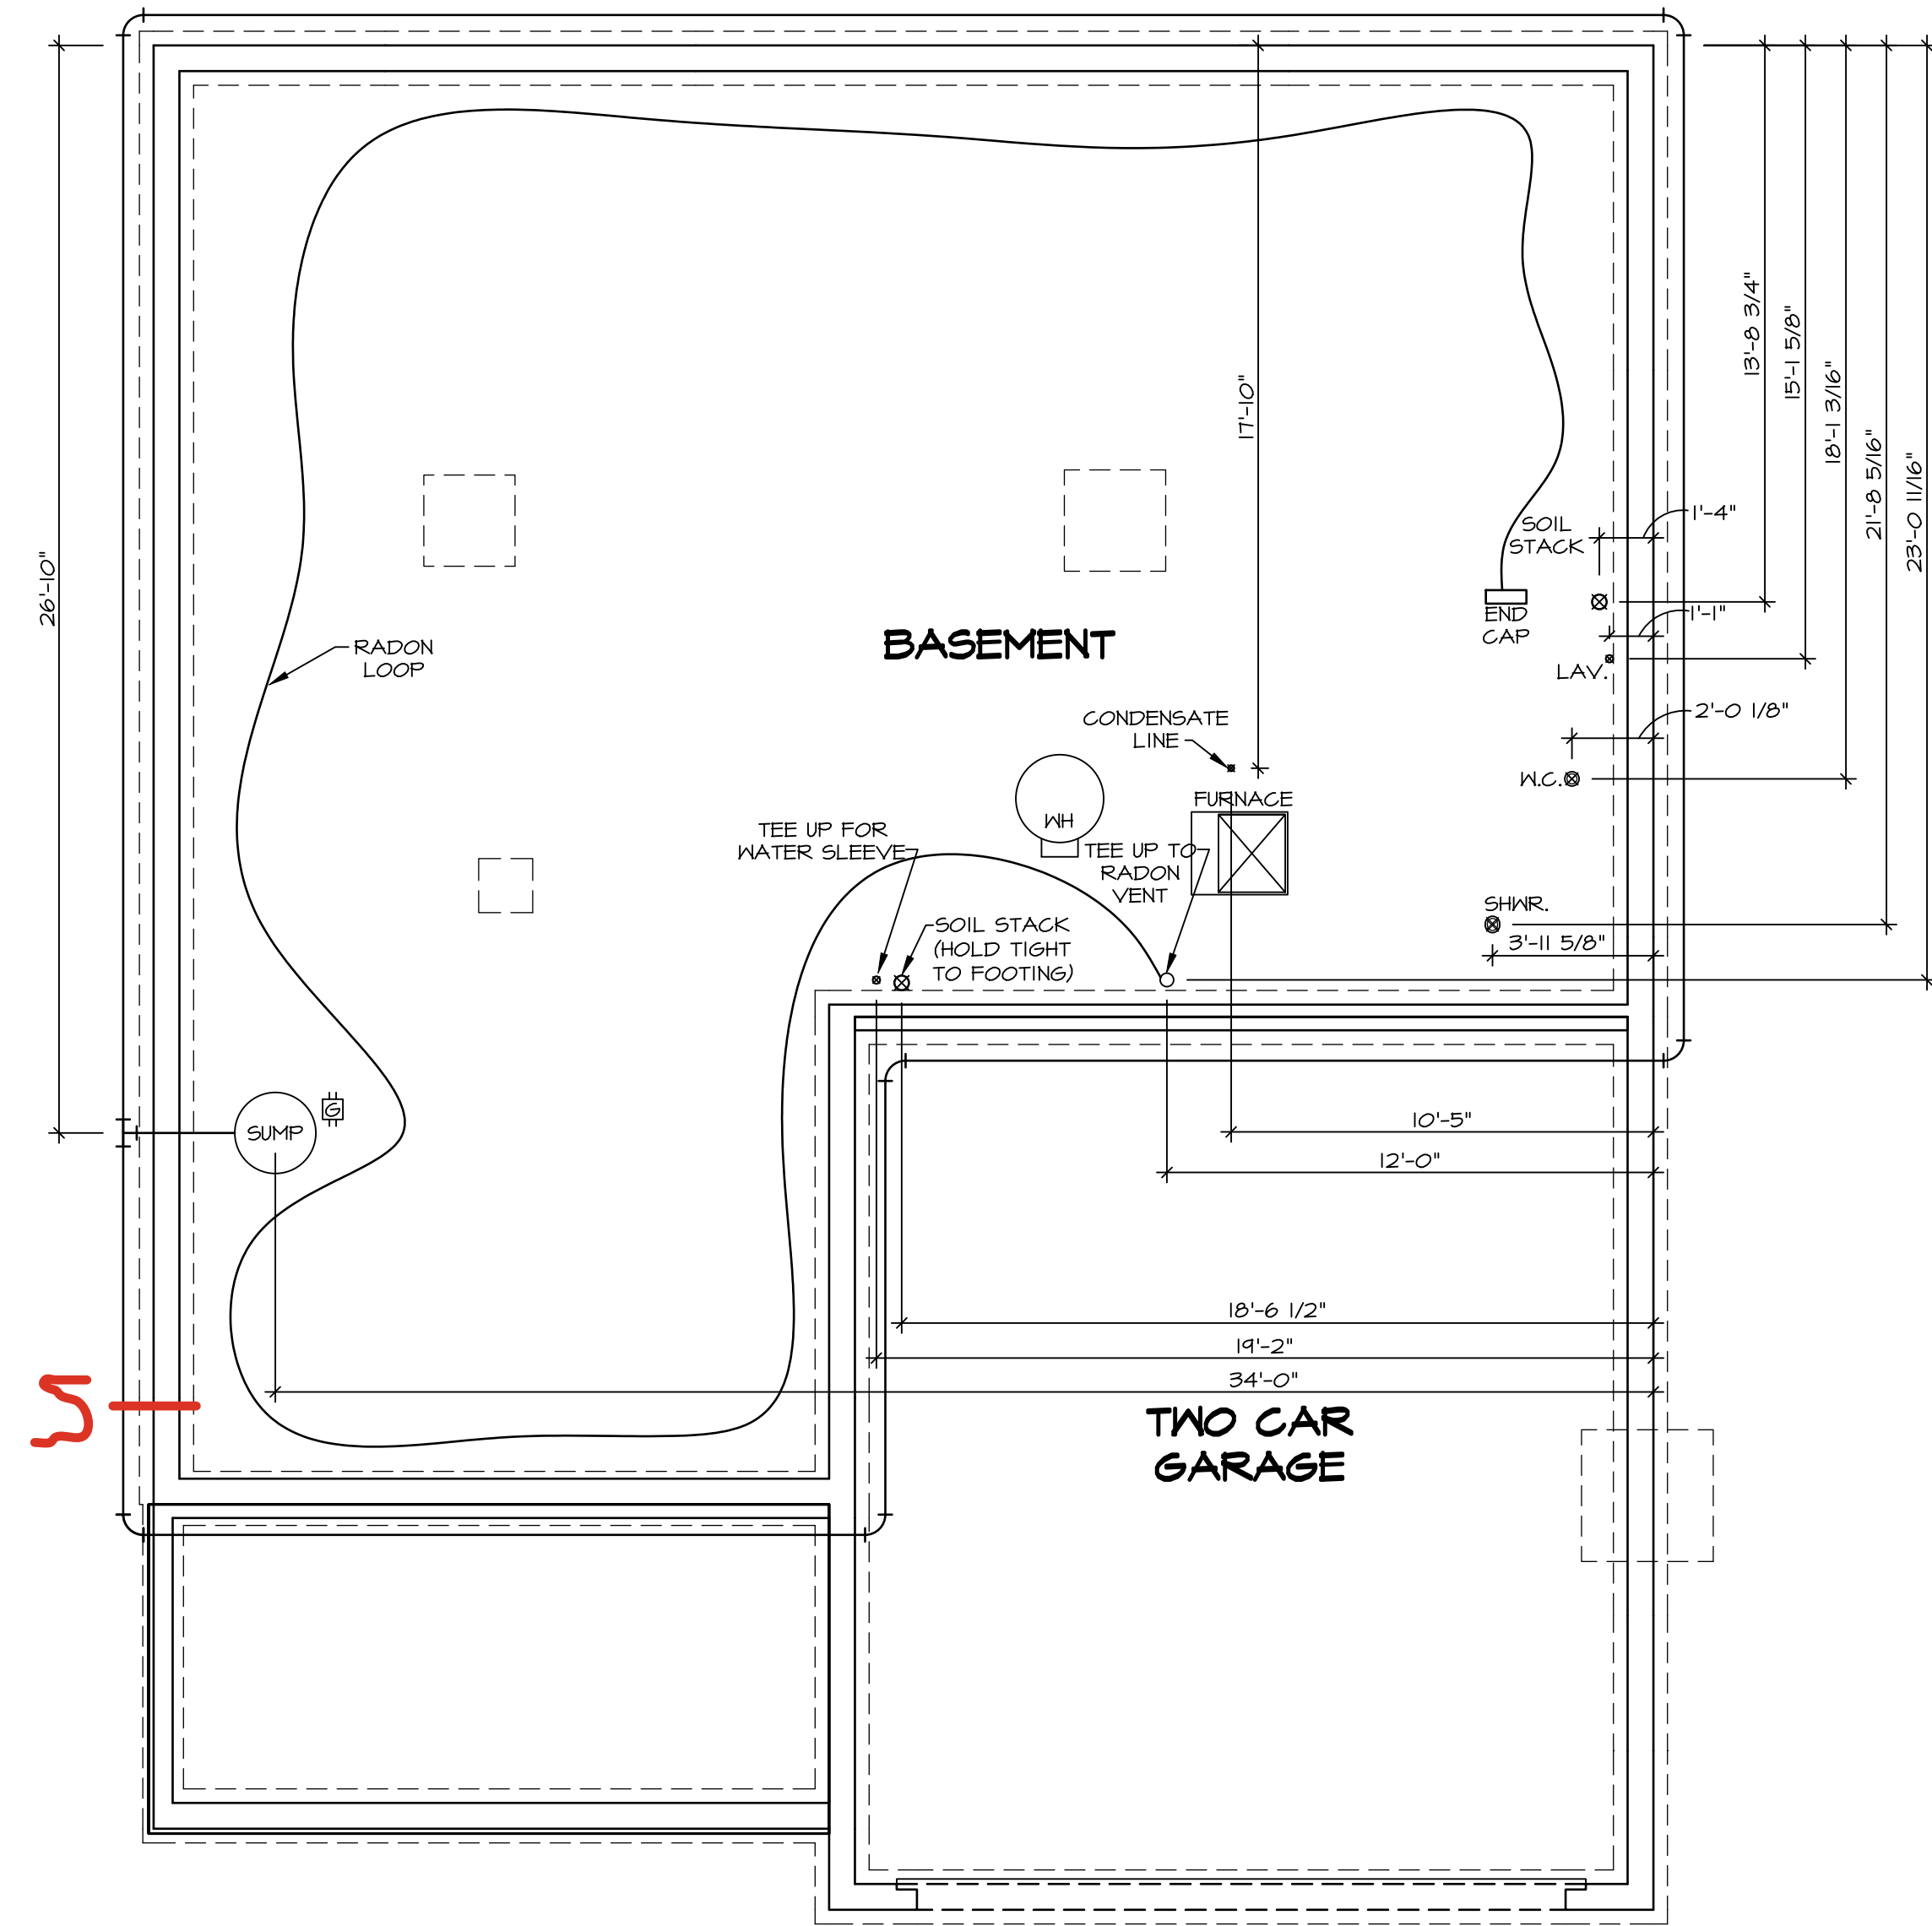 13'-8 3/4"
15'-1 5/8"
18'-1 3/16"
21'-8 5/16"
23'-0 11/16"
17'-10"
26'-10"
SOIL
STACK
1'-4"
END
CAP
1'-1"
LAV.
RADON
LOOP
BASEMENT
2'-0 1/8"
CONDENSATE
LINE
W.C.
FURNACE
WH
TEE UP FOR
WATER SLEEVE
TEE UP TO
RADON
VENT
SHWR.
SOIL STACK
(HOLD TIGHT
TO FOOTING)
3'-11 5/8"
SUMP
G
10'-5"
12'-0"
18'-6 1/2"
19'-2"
34'-0"
TWO CAR
GARAGE
5